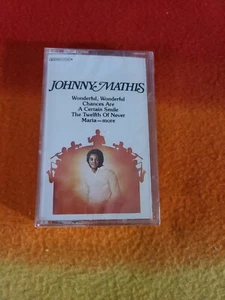 JOHNNY MATHIS
Wonderful, Wonderful
Chances Are
A Certain Smile
The Twelfth Of Never
Maria—more